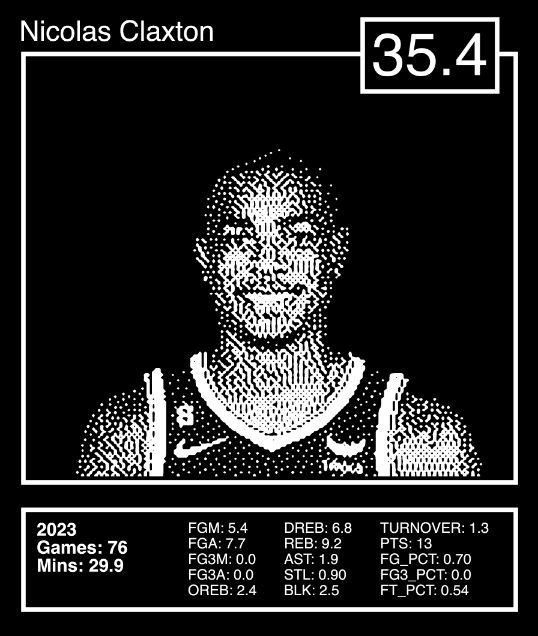 Nicolas Claxton
35.4
2023
Games: 76
Mins: 29.9
FGM: 5.4
FGA: 7.7
FG3M: 0.0
FG3A: 0.0
OREB: 2.4
DREB: 6.8
REB: 9.2
AST: 1.9
STL: 0.90
BLK: 2.5
TURNOVER: 1.3
PTS: 13
FG_PCT: 0.70
FG3_PCT: 0.0
FT_PCT: 0.54